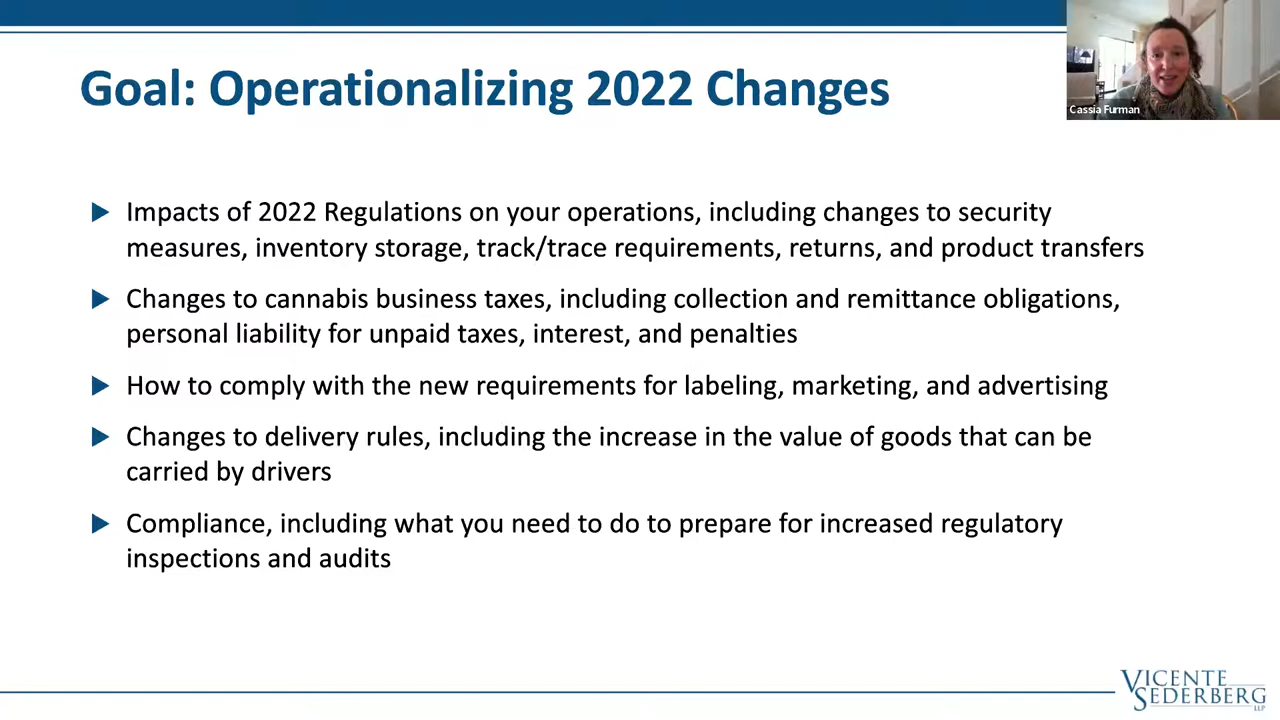 Goal: Operationalizing 2022 Changes
Cassia Furman
Impacts of 2022 Regulations on your operations, including changes to security
measures, inventory storage, track/trace requirements, returns, and product transfers
Changes to cannabis business taxes, including collection and remittance obligations,
personal liability for unpaid taxes, interest, and penalties
How to comply with the new requirements for labeling, marketing, and advertising
Changes to delivery rules, including the increase in the value of goods that can be
carried by drivers
Compliance, including what you need to do to prepare for increased regulatory
inspections and audits
VICENTE
SEDERBERG
LLP